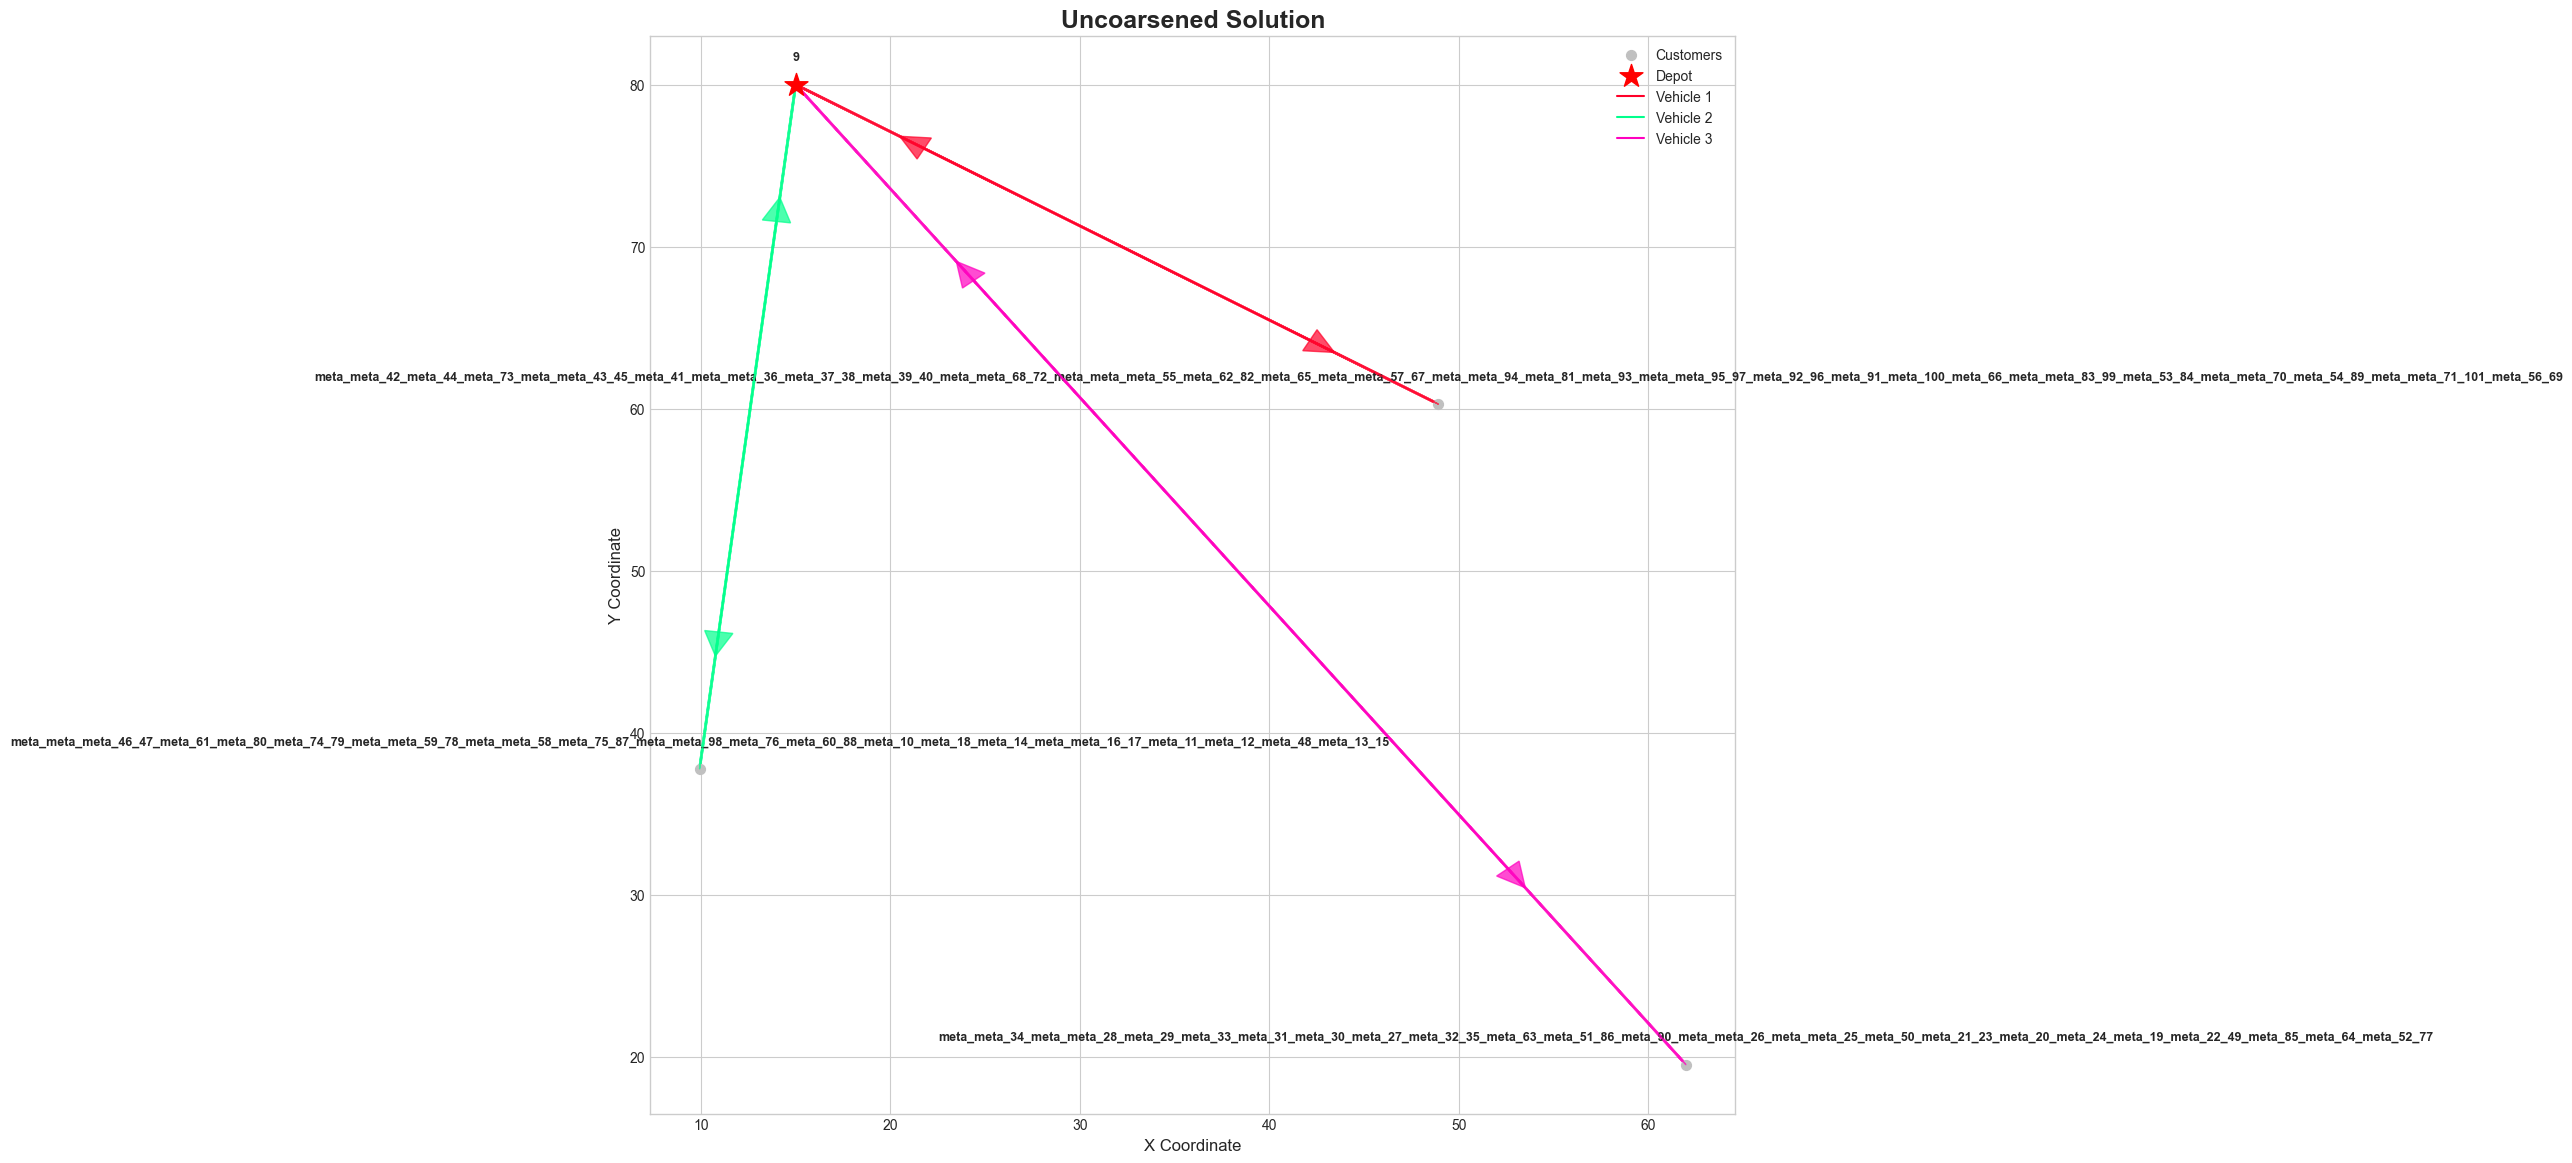 Uncoarsened Solution
9
Customers
Depot
Vehicle 1
Vehicle 2
Vehicle 3
80
70
meta_meta_42_meta_44_meta_73_meta_meta_43_45_meta_41_meta_meta_36_meta_37_38_meta_39_40_meta_meta_68_72_meta_meta_meta_55_meta_62_82_meta_65_meta_meta_57_67_meta_meta_94_meta_81_meta_93_meta_meta_95_97_meta_92_96_meta_91_meta_100_meta_66_meta_meta_83_99_meta_53_84_meta_meta_70_meta_54_89_meta_meta_71_101_meta_56_69
60
50
Y Coordinate
40
meta_meta_meta_46_47_meta_61_meta_80_meta_74_79_meta_meta_59_78_meta_meta_58_meta_75_87_meta_meta_98_meta_76_meta_60_88_meta_10_meta_18_meta_14_meta_meta_16_17_meta_11_meta_12_meta_48_meta_13_15
30
meta_meta_34_meta_meta_28_meta_29_meta_33_meta_31_meta_30_meta_27_meta_32_35_meta_63_meta_51_86_meta_90_meta_meta_26_meta_meta_25_meta_50_meta_21_23_meta_20_meta_24_meta_19_meta_22_49_meta_85_meta_64_meta_52_77
20
10 20 30 40 50 60
X Coordinate